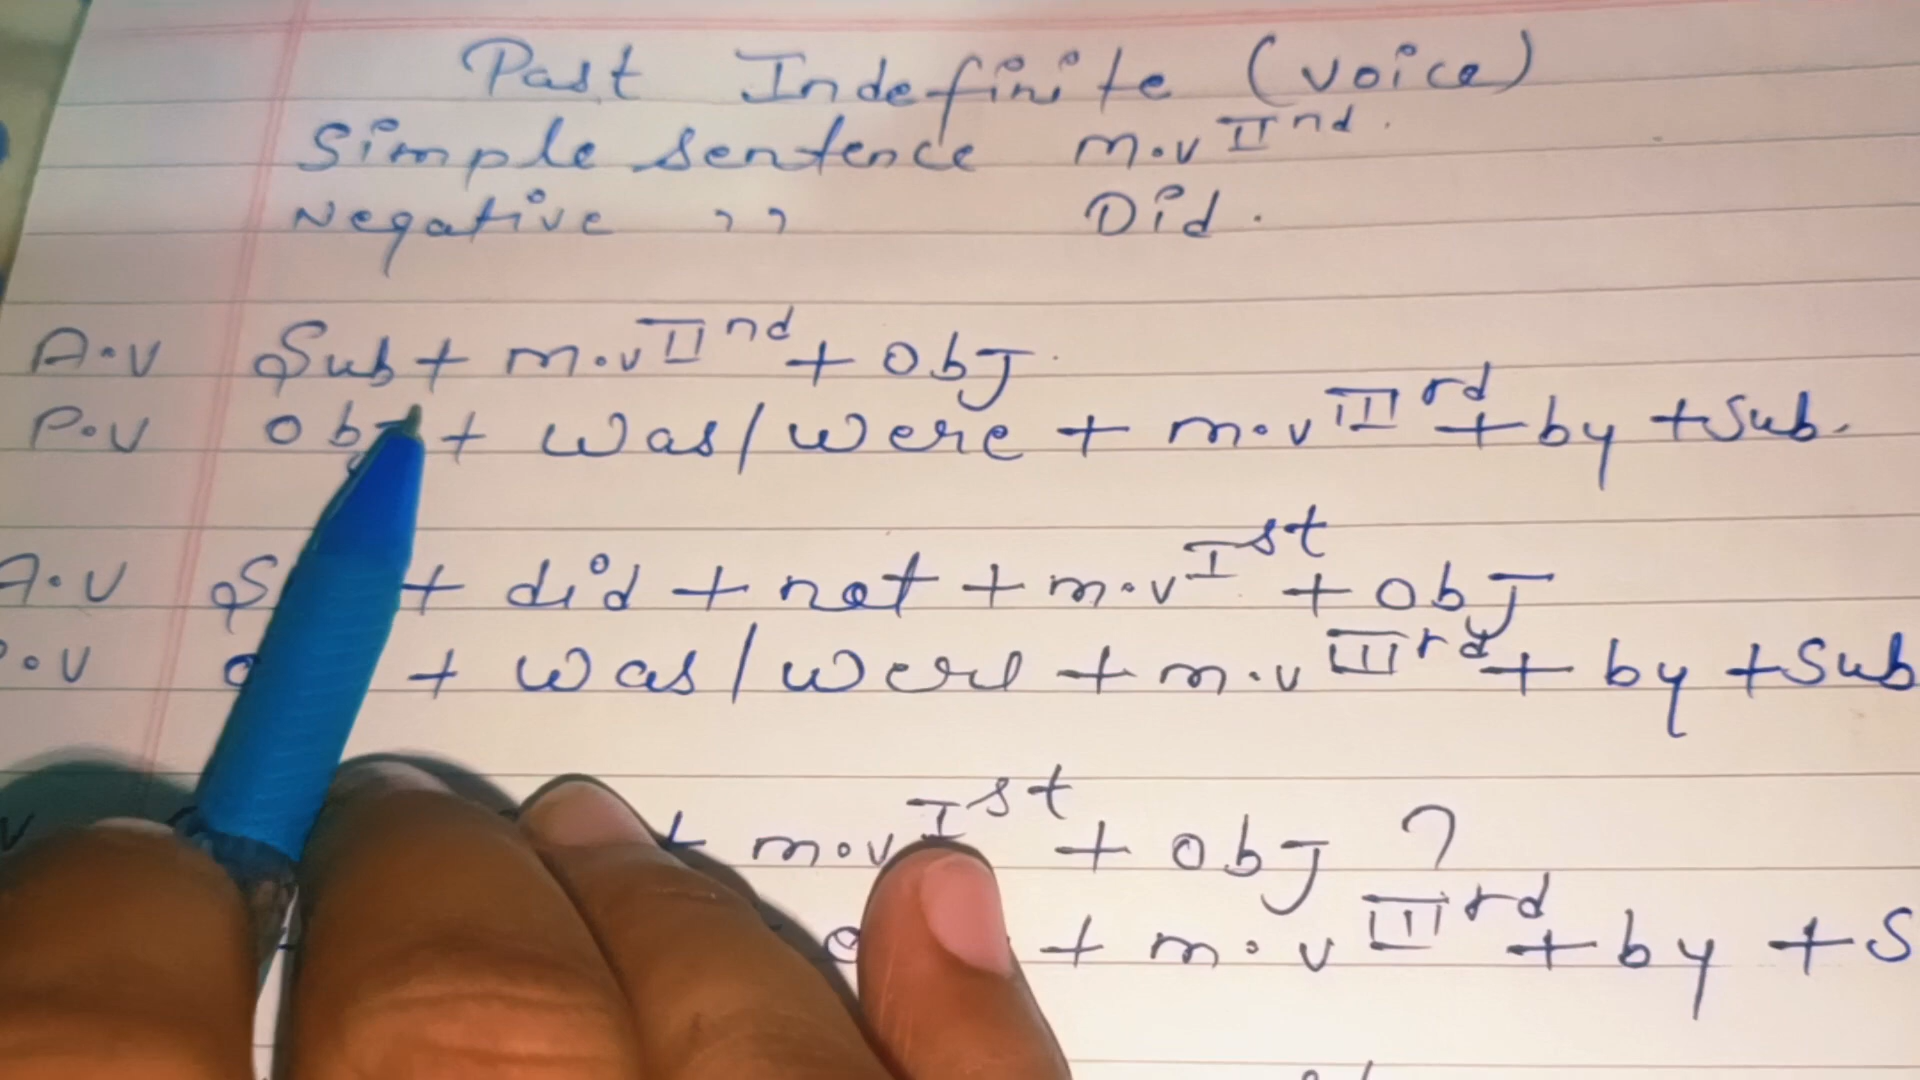 Past Indefinite (voice)
Simple sentence m.v IInd.
Negative ,, Did.
A.V Sub + m.v IInd + Obj.
P.V Obj + was/were + m.v IIIrd + by + Sub.
A.V + did + not + m.v Ist + Obj
.V + was/were + m.v IIIrd + by + Sub
+ m.v Ist + Obj ?
+ m.v IIIrd + by + S